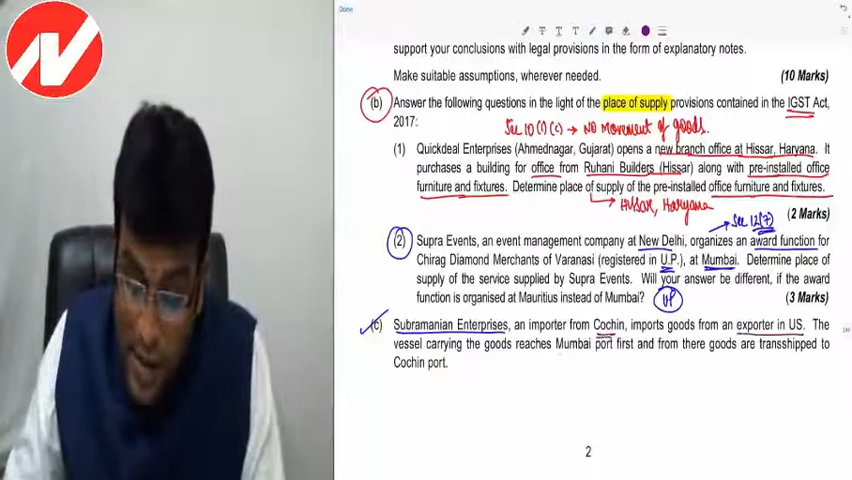 Done
support your conclusions with legal provisions in the form of explanatory notes.
Make suitable assumptions, wherever needed. (10 Marks)
(b) Answer the following questions in the light of the place of supply provisions contained in the IGST Act,
2017:
Sec 10(1)(c) → No Movement of goods.
(1) Quickdeal Enterprises (Ahmednagar, Gujarat) opens a new branch office at Hissar, Haryana. It
purchases a building for office from Ruhani Builders (Hissar) along with pre-installed office
furniture and fixtures. Determine place of supply of the pre-installed office furniture and fixtures.
Hissar, Haryana
(2 Marks)
Sec 12(7)
(2) Supra Events, an event management company at New Delhi, organizes an award function for
Chirag Diamond Merchants of Varanasi (registered in U.P.), at Mumbai. Determine place of
supply of the service supplied by Supra Events. Will your answer be different, if the award
function is organised at Mauritius instead of Mumbai? UP (3 Marks)
(c) Subramanian Enterprises, an importer from Cochin, imports goods from an exporter in US. The
vessel carrying the goods reaches Mumbai port first and from there goods are transshipped to
Cochin port.
2